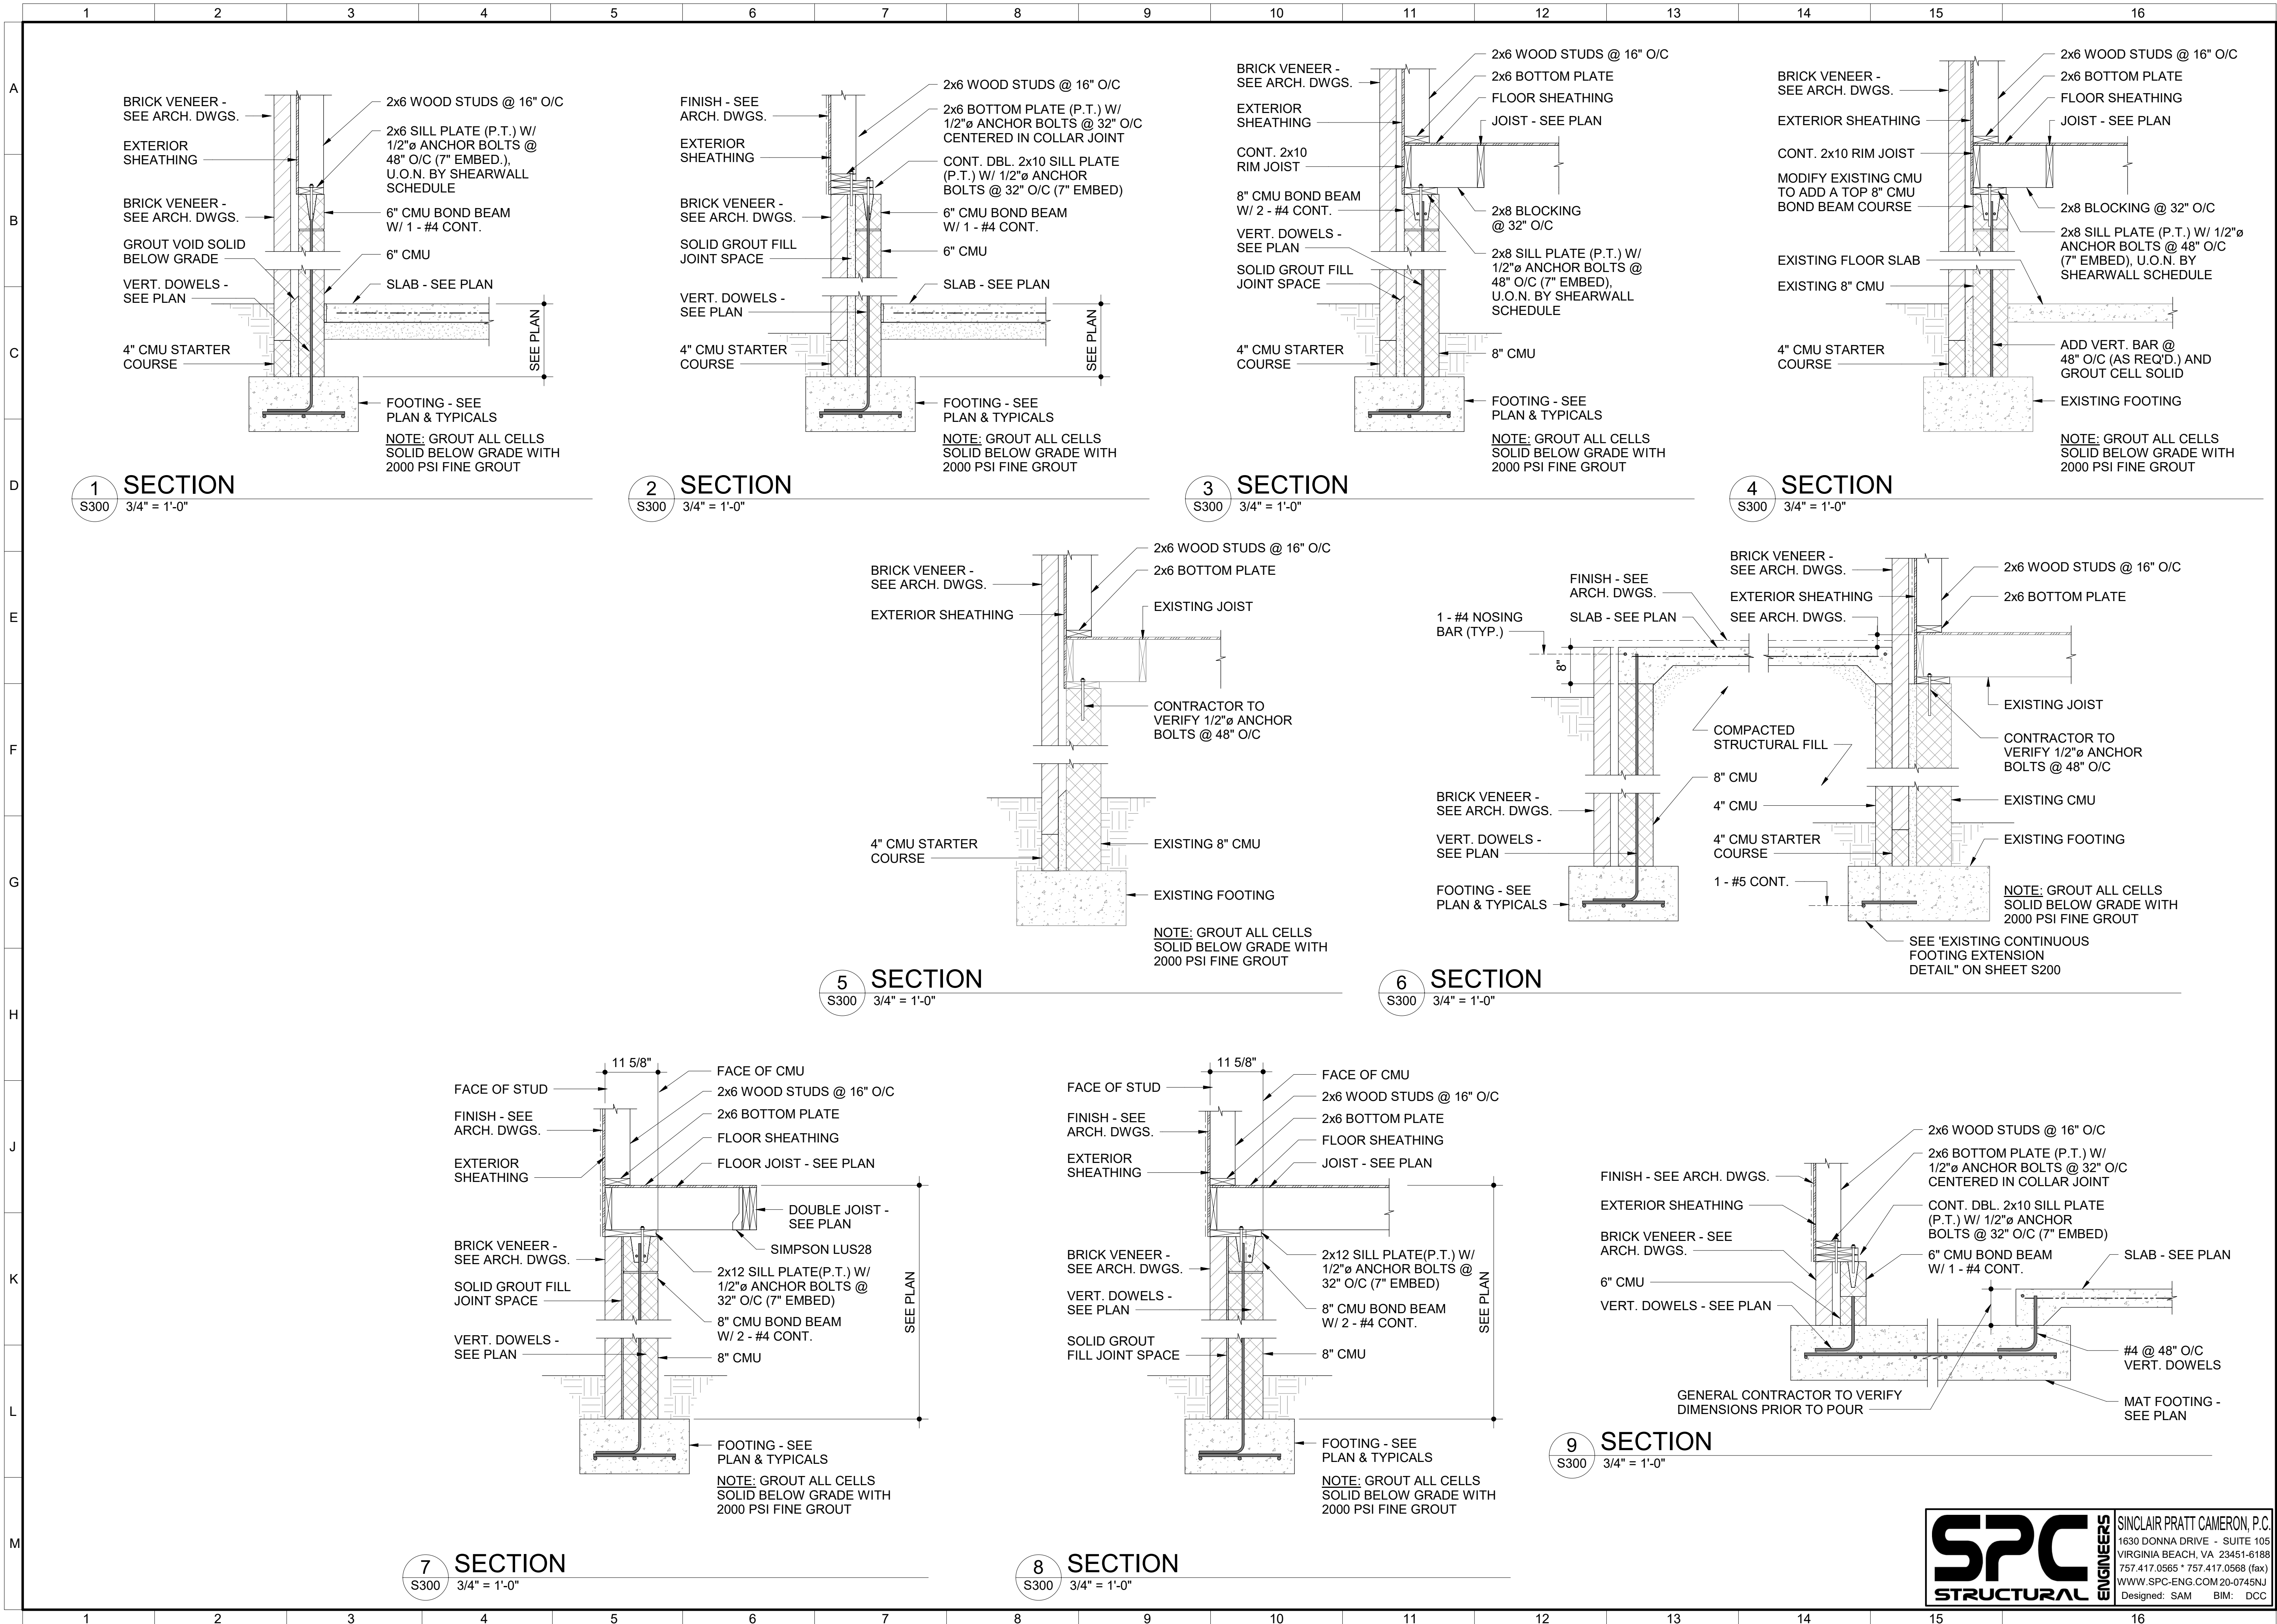 1 2 3 4 5 6 7 8 9 10 11 12 13 14 15 16
A
B
C
D
E
F
G
H
J
K
L
M
BRICK VENEER -
SEE ARCH. DWGS.
EXTERIOR
SHEATHING
BRICK VENEER -
SEE ARCH. DWGS.
GROUT VOID SOLID
BELOW GRADE
VERT. DOWELS -
SEE PLAN
4" CMU STARTER
COURSE
2x6 WOOD STUDS @ 16" O/C
2x6 SILL PLATE (P.T.) W/
1/2"ø ANCHOR BOLTS @
48" O/C (7" EMBED.),
U.O.N. BY SHEARWALL
SCHEDULE
6" CMU BOND BEAM
W/ 1 - #4 CONT.
6" CMU
SLAB - SEE PLAN
SEE PLAN
FOOTING - SEE
PLAN & TYPICALS
NOTE: GROUT ALL CELLS
SOLID BELOW GRADE WITH
2000 PSI FINE GROUT
1
S300
SECTION
3/4" = 1'-0"
FINISH - SEE
ARCH. DWGS.
EXTERIOR
SHEATHING
BRICK VENEER -
SEE ARCH. DWGS.
SOLID GROUT FILL
JOINT SPACE
VERT. DOWELS -
SEE PLAN
4" CMU STARTER
COURSE
2x6 WOOD STUDS @ 16" O/C
2x6 BOTTOM PLATE (P.T.) W/
1/2"ø ANCHOR BOLTS @ 32" O/C
CENTERED IN COLLAR JOINT
CONT. DBL. 2x10 SILL PLATE
(P.T.) W/ 1/2"ø ANCHOR
BOLTS @ 32" O/C (7" EMBED)
6" CMU BOND BEAM
W/ 1 - #4 CONT.
6" CMU
SLAB - SEE PLAN
SEE PLAN
FOOTING - SEE
PLAN & TYPICALS
NOTE: GROUT ALL CELLS
SOLID BELOW GRADE WITH
2000 PSI FINE GROUT
2
S300
SECTION
3/4" = 1'-0"
BRICK VENEER -
SEE ARCH. DWGS.
EXTERIOR
SHEATHING
CONT. 2x10
RIM JOIST
8" CMU BOND BEAM
W/ 2 - #4 CONT.
VERT. DOWELS -
SEE PLAN
SOLID GROUT FILL
JOINT SPACE
4" CMU STARTER
COURSE
2x6 WOOD STUDS @ 16" O/C
2x6 BOTTOM PLATE
FLOOR SHEATHING
JOIST - SEE PLAN
2x8 BLOCKING
@ 32" O/C
2x8 SILL PLATE (P.T.) W/
1/2"ø ANCHOR BOLTS @
48" O/C (7" EMBED),
U.O.N. BY SHEARWALL
SCHEDULE
8" CMU
FOOTING - SEE
PLAN & TYPICALS
NOTE: GROUT ALL CELLS
SOLID BELOW GRADE WITH
2000 PSI FINE GROUT
3
S300
SECTION
3/4" = 1'-0"
BRICK VENEER -
SEE ARCH. DWGS.
EXTERIOR SHEATHING
CONT. 2x10 RIM JOIST
MODIFY EXISTING CMU
TO ADD A TOP 8" CMU
BOND BEAM COURSE
EXISTING FLOOR SLAB
EXISTING 8" CMU
4" CMU STARTER
COURSE
2x6 WOOD STUDS @ 16" O/C
2x6 BOTTOM PLATE
FLOOR SHEATHING
JOIST - SEE PLAN
2x8 BLOCKING @ 32" O/C
2x8 SILL PLATE (P.T.) W/ 1/2"ø
ANCHOR BOLTS @ 48" O/C
(7" EMBED), U.O.N. BY
SHEARWALL SCHEDULE
ADD VERT. BAR @
48" O/C (AS REQ'D.) AND
GROUT CELL SOLID
EXISTING FOOTING
NOTE: GROUT ALL CELLS
SOLID BELOW GRADE WITH
2000 PSI FINE GROUT
4
S300
SECTION
3/4" = 1'-0"
BRICK VENEER -
SEE ARCH. DWGS.
EXTERIOR SHEATHING
4" CMU STARTER
COURSE
2x6 WOOD STUDS @ 16" O/C
2x6 BOTTOM PLATE
EXISTING JOIST
CONTRACTOR TO
VERIFY 1/2"ø ANCHOR
BOLTS @ 48" O/C
EXISTING 8" CMU
EXISTING FOOTING
NOTE: GROUT ALL CELLS
SOLID BELOW GRADE WITH
2000 PSI FINE GROUT
5
S300
SECTION
3/4" = 1'-0"
1 - #4 NOSING
BAR (TYP.)
8"
FINISH - SEE
ARCH. DWGS.
SLAB - SEE PLAN
BRICK VENEER -
SEE ARCH. DWGS.
EXTERIOR SHEATHING
SEE ARCH. DWGS.
2x6 WOOD STUDS @ 16" O/C
2x6 BOTTOM PLATE
EXISTING JOIST
COMPACTED
STRUCTURAL FILL
CONTRACTOR TO
VERIFY 1/2"ø ANCHOR
BOLTS @ 48" O/C
BRICK VENEER -
SEE ARCH. DWGS.
VERT. DOWELS -
SEE PLAN
FOOTING - SEE
PLAN & TYPICALS
8" CMU
4" CMU
4" CMU STARTER
COURSE
1 - #5 CONT.
EXISTING CMU
EXISTING FOOTING
NOTE: GROUT ALL CELLS
SOLID BELOW GRADE WITH
2000 PSI FINE GROUT
SEE 'EXISTING CONTINUOUS
FOOTING EXTENSION
DETAIL" ON SHEET S200
6
S300
SECTION
3/4" = 1'-0"
11 5/8"
FACE OF STUD
FINISH - SEE
ARCH. DWGS.
EXTERIOR
SHEATHING
BRICK VENEER -
SEE ARCH. DWGS.
SOLID GROUT FILL
JOINT SPACE
VERT. DOWELS -
SEE PLAN
FACE OF CMU
2x6 WOOD STUDS @ 16" O/C
2x6 BOTTOM PLATE
FLOOR SHEATHING
FLOOR JOIST - SEE PLAN
DOUBLE JOIST -
SEE PLAN
SIMPSON LUS28
2x12 SILL PLATE(P.T.) W/
1/2"ø ANCHOR BOLTS @
32" O/C (7" EMBED)
8" CMU BOND BEAM
W/ 2 - #4 CONT.
8" CMU
SEE PLAN
FOOTING - SEE
PLAN & TYPICALS
NOTE: GROUT ALL CELLS
SOLID BELOW GRADE WITH
2000 PSI FINE GROUT
7
S300
SECTION
3/4" = 1'-0"
11 5/8"
FACE OF STUD
FINISH - SEE
ARCH. DWGS.
EXTERIOR
SHEATHING
BRICK VENEER -
SEE ARCH. DWGS.
VERT. DOWELS -
SEE PLAN
SOLID GROUT
FILL JOINT SPACE
FACE OF CMU
2x6 WOOD STUDS @ 16" O/C
2x6 BOTTOM PLATE
FLOOR SHEATHING
JOIST - SEE PLAN
2x12 SILL PLATE(P.T.) W/
1/2"ø ANCHOR BOLTS @
32" O/C (7" EMBED)
8" CMU BOND BEAM
W/ 2 - #4 CONT.
8" CMU
SEE PLAN
FOOTING - SEE
PLAN & TYPICALS
NOTE: GROUT ALL CELLS
SOLID BELOW GRADE WITH
2000 PSI FINE GROUT
8
S300
SECTION
3/4" = 1'-0"
FINISH - SEE ARCH. DWGS.
EXTERIOR SHEATHING
BRICK VENEER - SEE
ARCH. DWGS.
6" CMU
VERT. DOWELS - SEE PLAN
2x6 WOOD STUDS @ 16" O/C
2x6 BOTTOM PLATE (P.T.) W/
1/2"ø ANCHOR BOLTS @ 32" O/C
CENTERED IN COLLAR JOINT
CONT. DBL. 2x10 SILL PLATE
(P.T.) W/ 1/2"ø ANCHOR
BOLTS @ 32" O/C (7" EMBED)
6" CMU BOND BEAM
W/ 1 - #4 CONT.
SLAB - SEE PLAN
#4 @ 48" O/C
VERT. DOWELS
GENERAL CONTRACTOR TO VERIFY
DIMENSIONS PRIOR TO POUR
MAT FOOTING -
SEE PLAN
9
S300
SECTION
3/4" = 1'-0"
SPC
STRUCTURAL
ENGINEERS
SINCLAIR PRATT CAMERON, P.C.
1630 DONNA DRIVE - SUITE 105
VIRGINIA BEACH, VA 23451-6188
757.417.0565 * 757.417.0568 (fax)
WWW.SPC-ENG.COM 20-0745NJ
Designed: SAM BIM: DCC
1 2 3 4 5 6 7 8 9 10 11 12 13 14 15 16